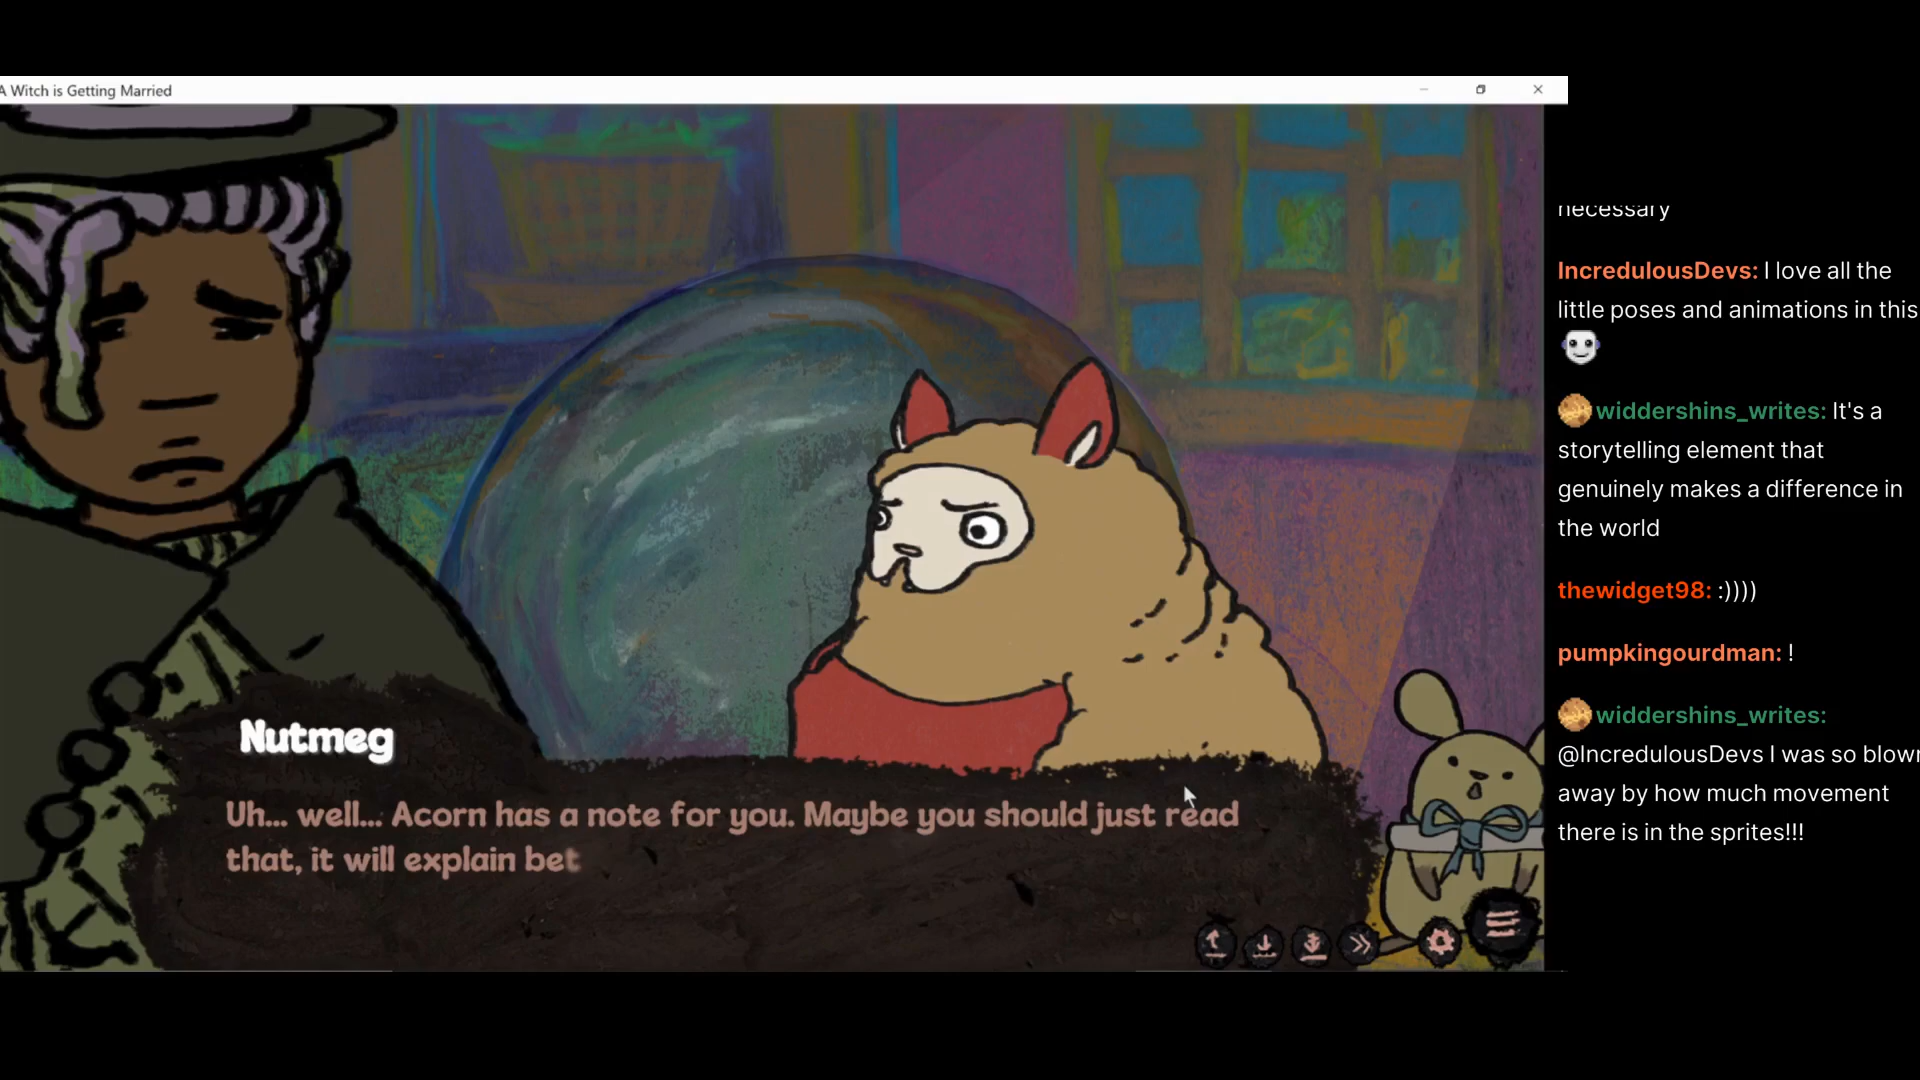 A Witch is Getting Married
Nutmeg
Uh... well... Acorn has a note for you. Maybe you should just read
that, it will explain bet
necessary
IncredulousDevs: I love all the
little poses and animations in this
widdershins_writes: It's a
storytelling element that
genuinely makes a difference in
the world
thewidget98: :))))
pumpkingourdman: !
widdershins_writes:
@IncredulousDevs I was so blown
away by how much movement
there is in the sprites!!!